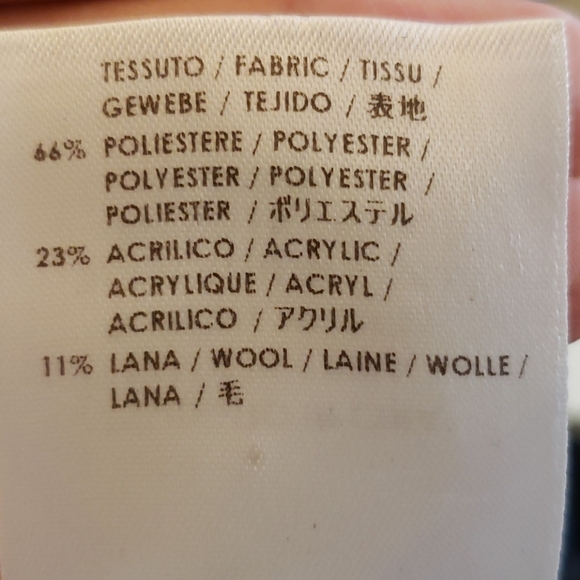 TESSUTO / FABRIC / TISSU /
GEWEBE / TEJIDO / 表地
66% POLIESTERE / POLYESTER /
POLYESTER / POLYESTER /
POLIESTER / ポリエステル
23% ACRILICO / ACRYLIC /
ACRYLIQUE / ACRYL /
ACRILICO / アクリル
11% LANA / WOOL / LAINE / WOLLE /
LANA / 毛